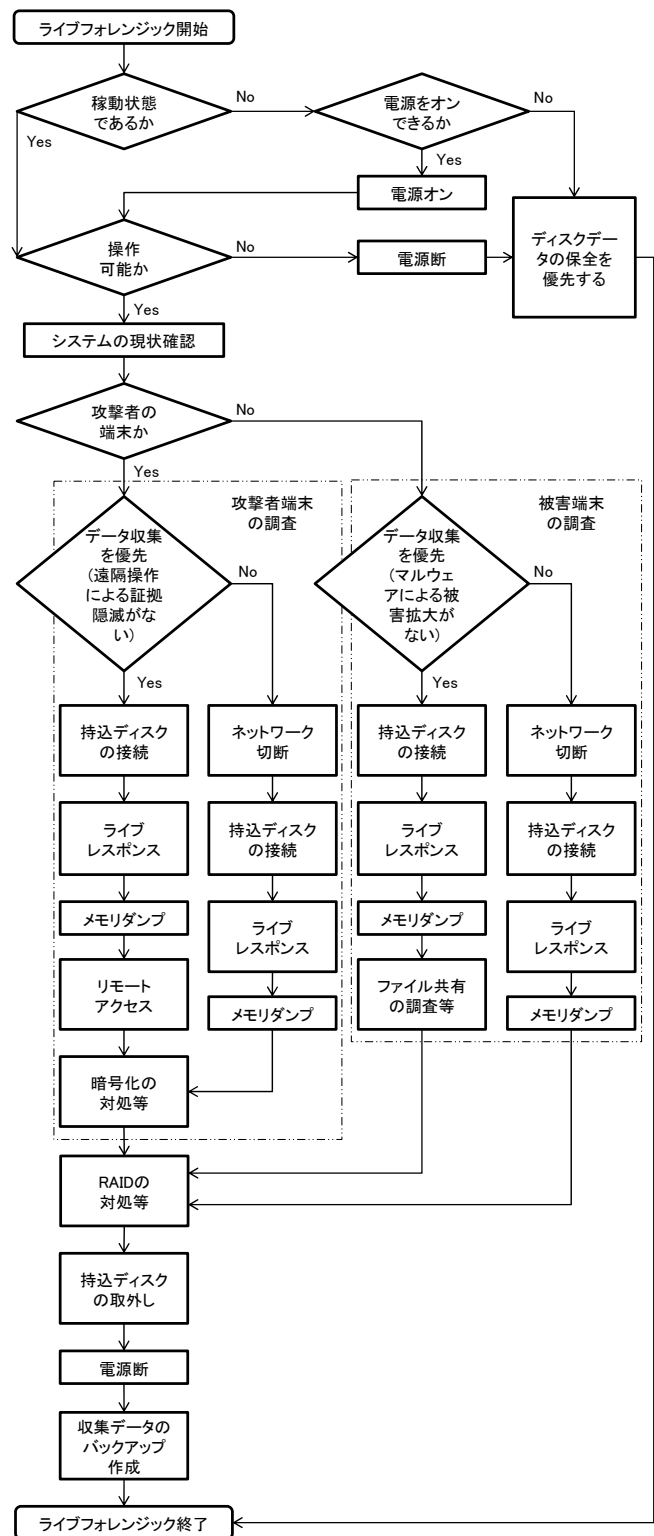 ライブフォレンジック開始
稼動状態
であるか
No
Yes
電源をオン
できるか
No
Yes
電源オン
操作
可能か
No
Yes
電源断
ディスクデー
タの保全を
優先する
システムの現状確認
攻撃者の
端末か
No
Yes
攻撃者端末
の調査
データ収集
を優先
(遠隔操作
による証拠
隠滅がな
い)
No
Yes
被害端末
の調査
データ収集
を優先
(マルウェ
アによる被
害拡大が
ない)
No
Yes
持込ディスク
の接続
ライブ
レスポンス
メモリダンプ
リモート
アクセス
暗号化の
対処等
ネットワーク
切断
持込ディスク
の接続
ライブ
レスポンス
メモリダンプ
持込ディスク
の接続
ライブ
レスポンス
メモリダンプ
ファイル共有
の調査等
ネットワーク
切断
持込ディスク
の接続
ライブ
レスポンス
メモリダンプ
RAIDの
対処等
持込ディスク
の取外し
電源断
収集データの
バックアップ
作成
ライブフォレンジック終了